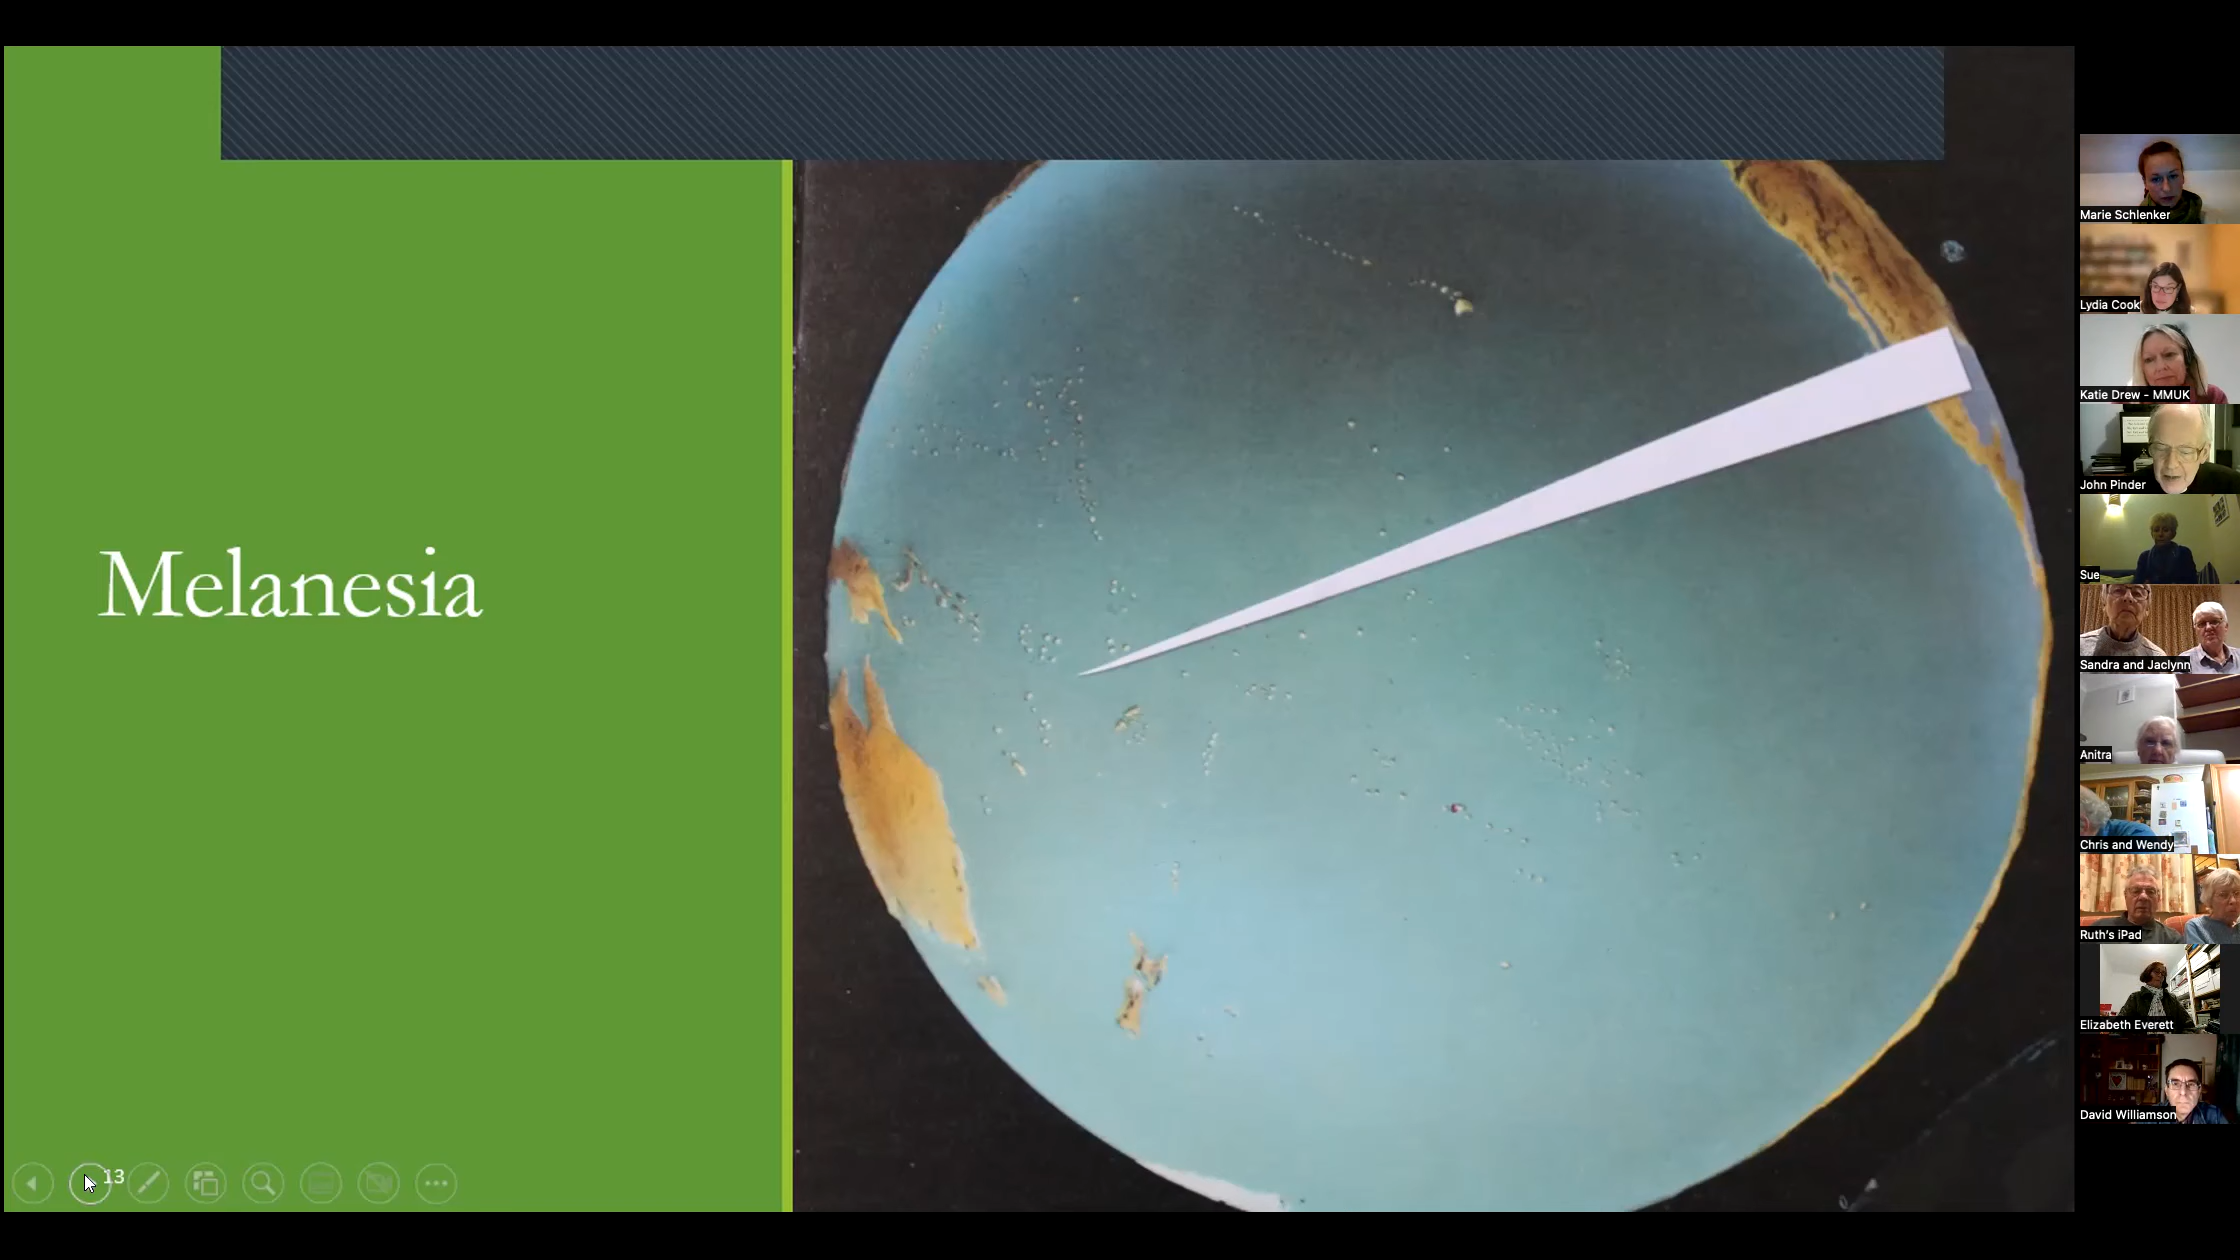 Melanesia
13
Marie Schlenker
Lydia Cook
Katie Drew - MMUK
John Pinder
Sue
Sandra and Jaclynn
Anitra
Chris and Wendy
Ruth's iPad
Elizabeth Everett
David Williamson